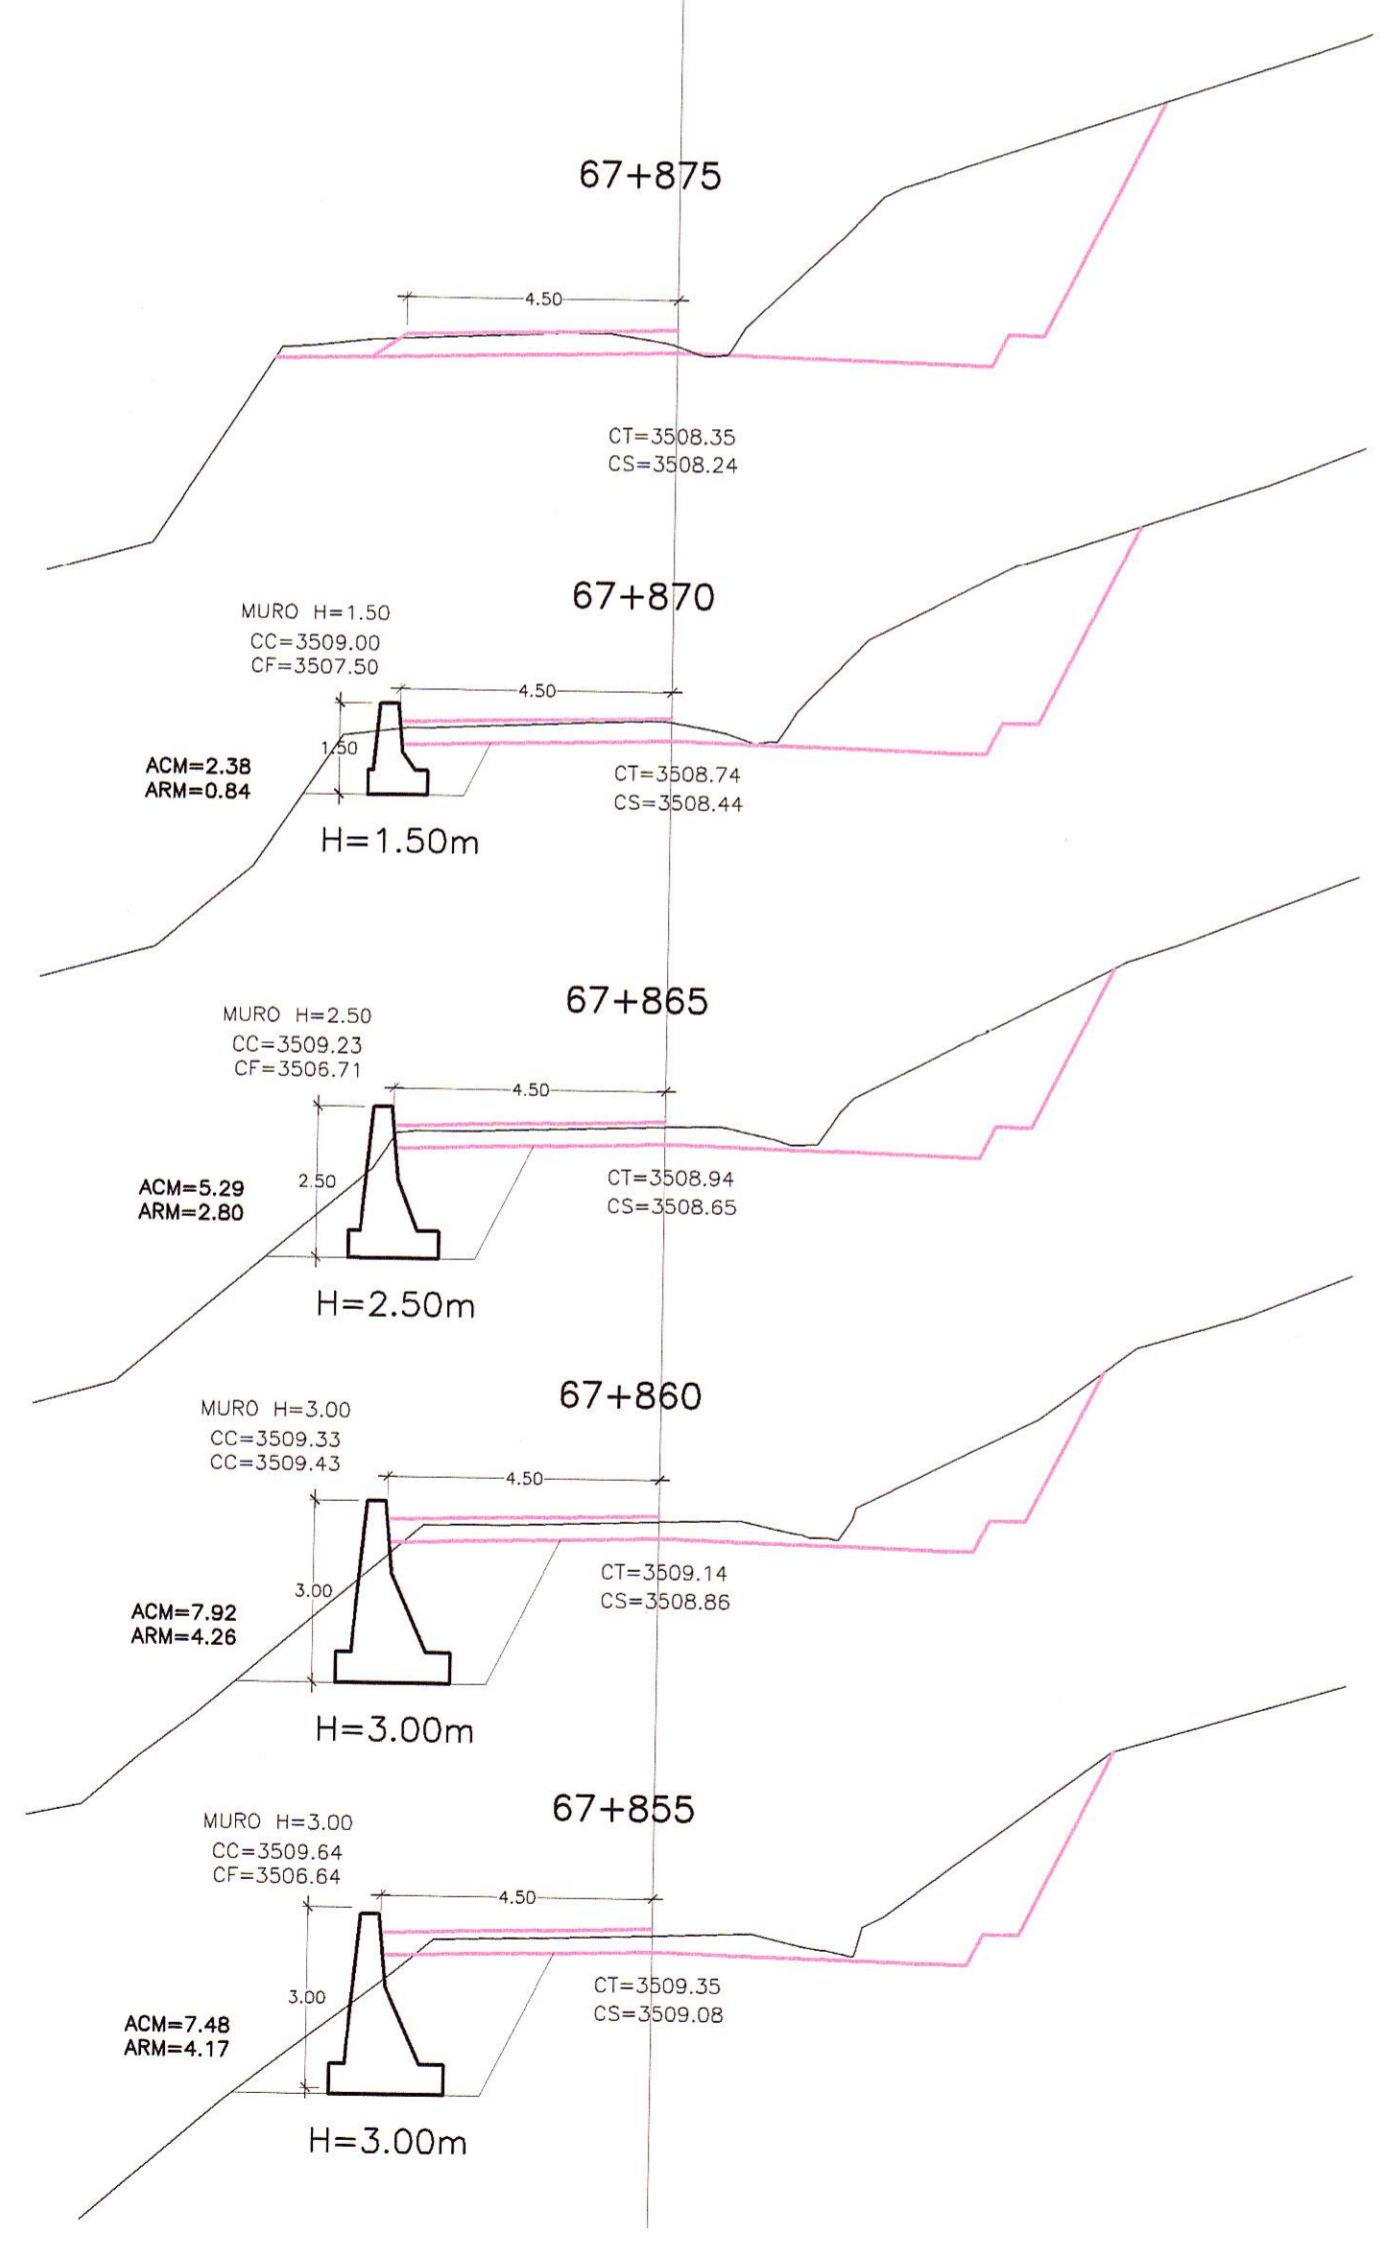 67+875
4.50
CT=3508.35
CS=3508.24
67+870
MURO H=1.50
CC=3509.00
CF=3507.50
4.50
1.50
ACM=2.38
ARM=0.84
CT=3508.74
CS=3508.44
H=1.50m
67+865
MURO H=2.50
CC=3509.23
CF=3506.71
4.50
2.50
ACM=5.29
ARM=2.80
CT=3508.94
CS=3508.65
H=2.50m
67+860
MURO H=3.00
CC=3509.33
CC=3509.43
4.50
3.00
ACM=7.92
ARM=4.26
CT=3509.14
CS=3508.86
H=3.00m
67+855
MURO H=3.00
CC=3509.64
CF=3506.64
4.50
3.00
ACM=7.48
ARM=4.17
CT=3509.35
CS=3509.08
H=3.00m